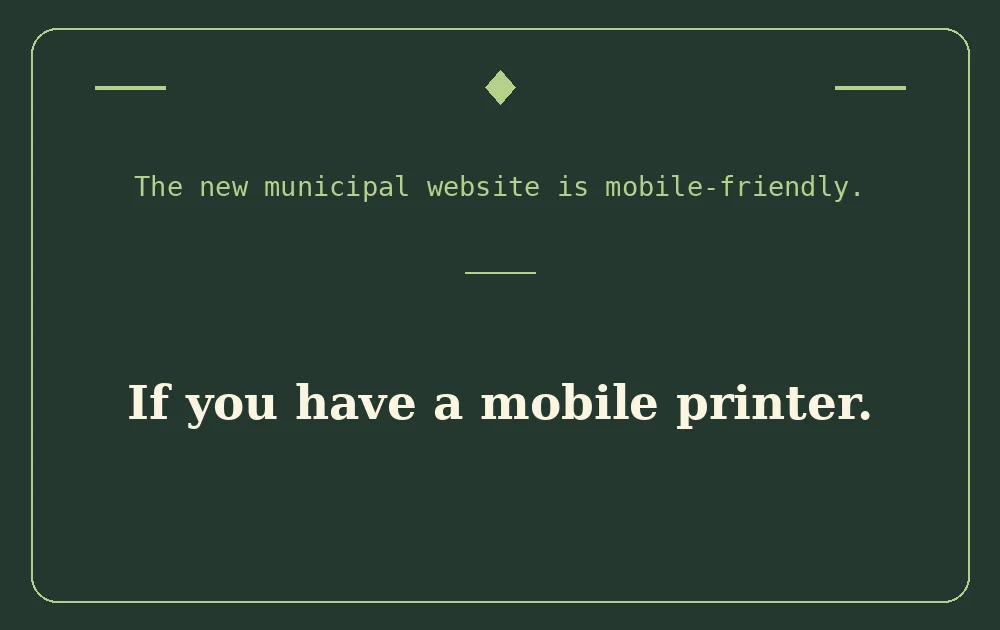 The new municipal website is mobile-friendly.
If you have a mobile printer.